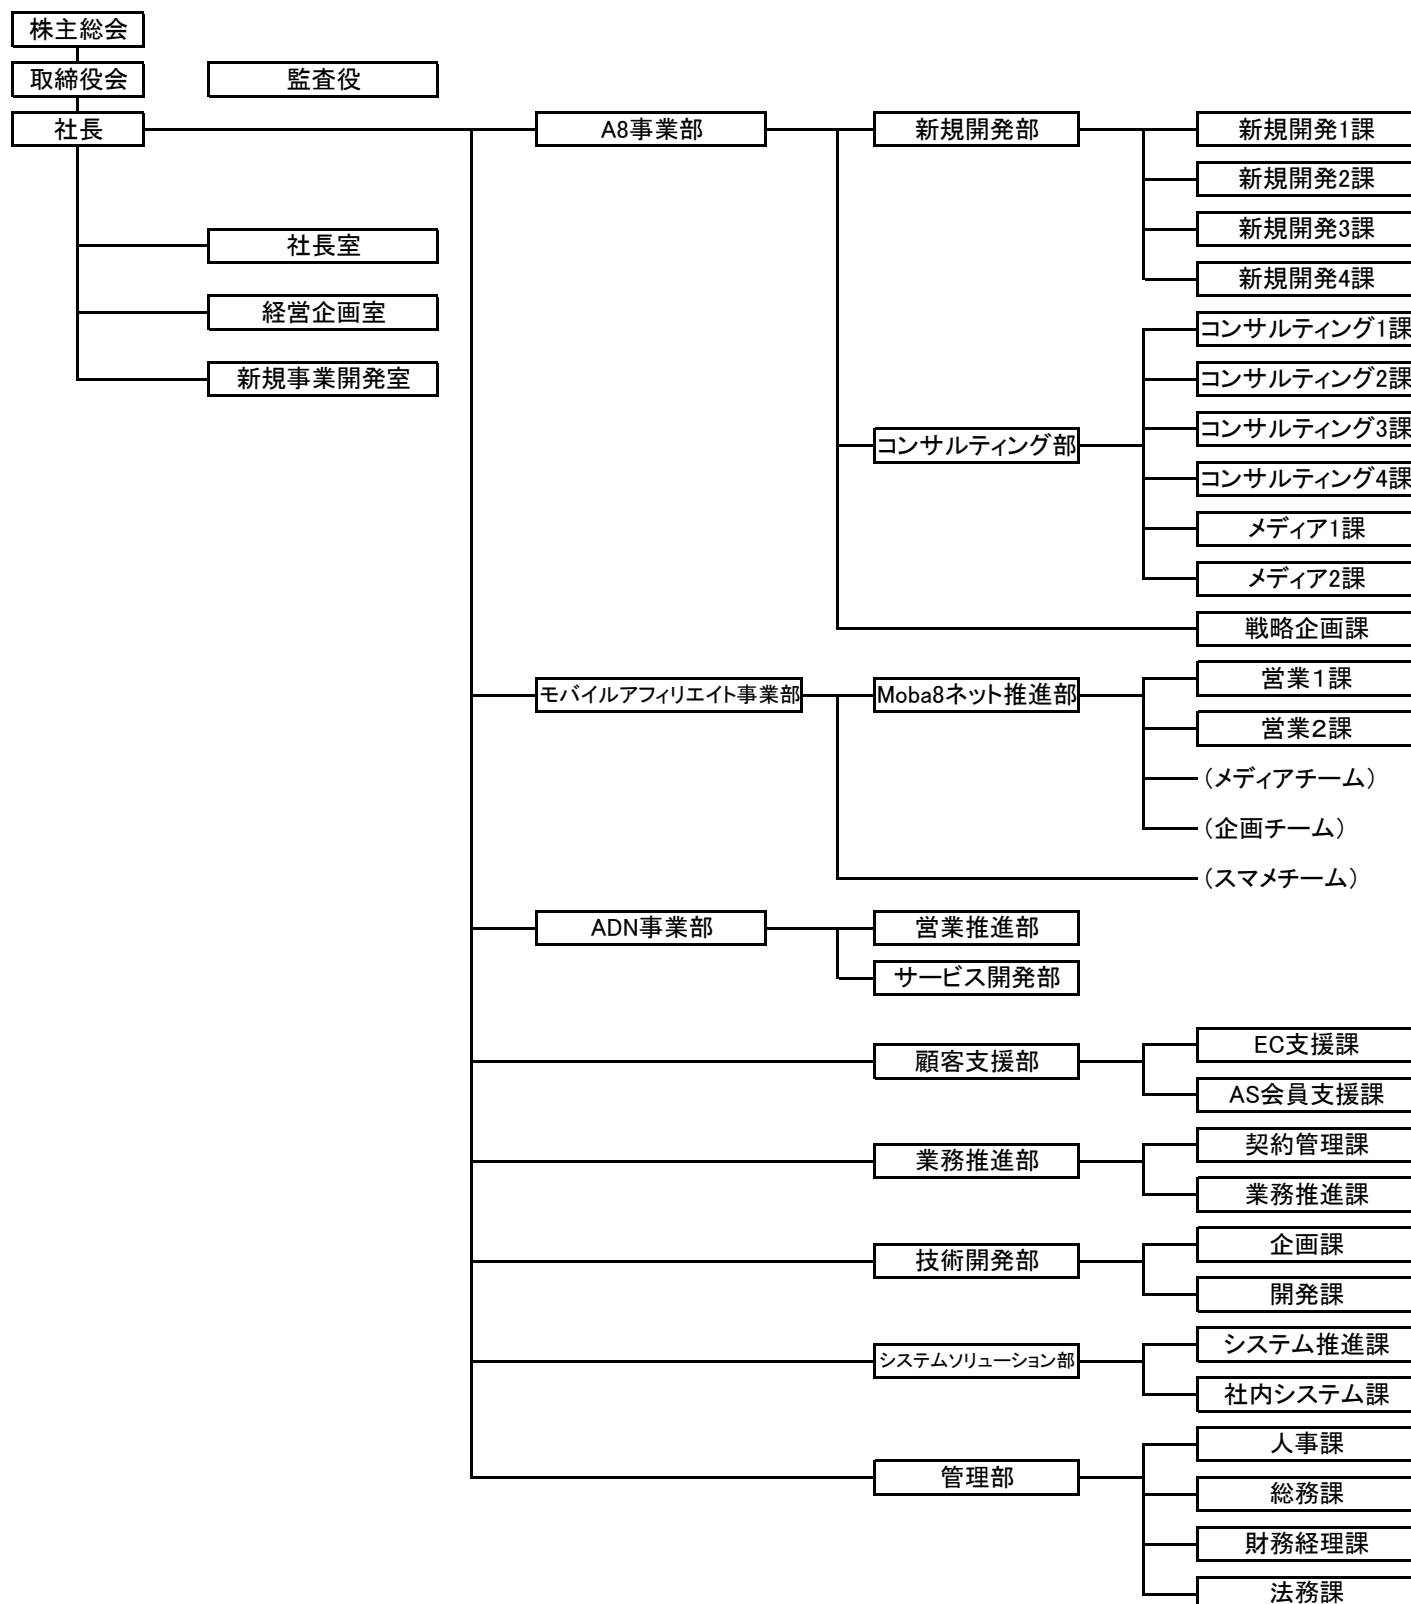 株主総会
取締役会
監査役
社長
A8事業部
新規開発部
新規開発1課
新規開発2課
新規開発3課
新規開発4課
社長室
経営企画室
新規事業開発室
コンサルティング部
コンサルティング1課
コンサルティング2課
コンサルティング3課
コンサルティング4課
メディア1課
メディア2課
戦略企画課
モバイルアフィリエイト事業部
Moba8ネット推進部
営業１課
営業２課
（メディアチーム）
（企画チーム）
（スマメチーム）
ADN事業部
営業推進部
サービス開発部
顧客支援部
EC支援課
AS会員支援課
業務推進部
契約管理課
業務推進課
技術開発部
企画課
開発課
システムソリューション部
システム推進課
社内システム課
管理部
人事課
総務課
財務経理課
法務課